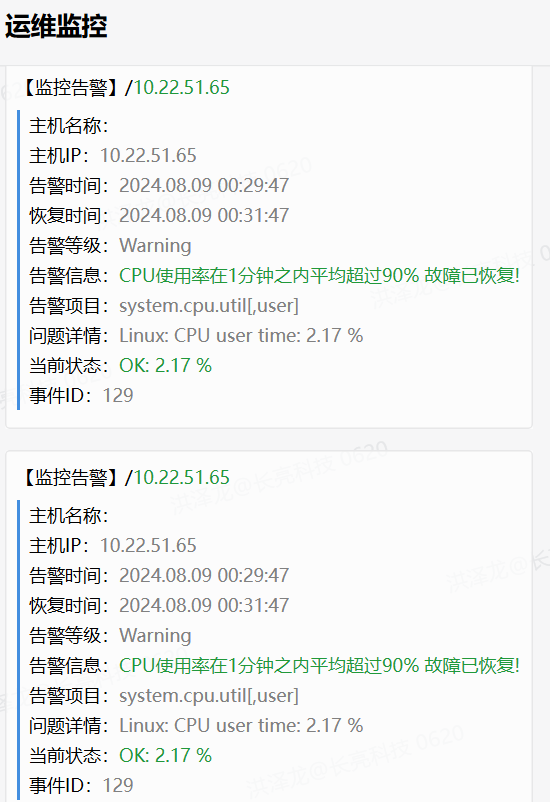 运维监控
【监控告警】/10.22.51.65
主机名称：
主机IP：10.22.51.65
告警时间：2024.08.09 00:29:47
恢复时间：2024.08.09 00:31:47
告警等级：Warning
告警信息：CPU使用率在1分钟之内平均超过90% 故障已恢复!
告警项目：system.cpu.util[,user]
问题详情：Linux: CPU user time: 2.17 %
当前状态：OK: 2.17 %
事件ID：129
【监控告警】/10.22.51.65
主机名称：
主机IP：10.22.51.65
告警时间：2024.08.09 00:29:47
恢复时间：2024.08.09 00:31:47
告警等级：Warning
告警信息：CPU使用率在1分钟之内平均超过90% 故障已恢复!
告警项目：system.cpu.util[,user]
问题详情：Linux: CPU user time: 2.17 %
当前状态：OK: 2.17 %
事件ID：129